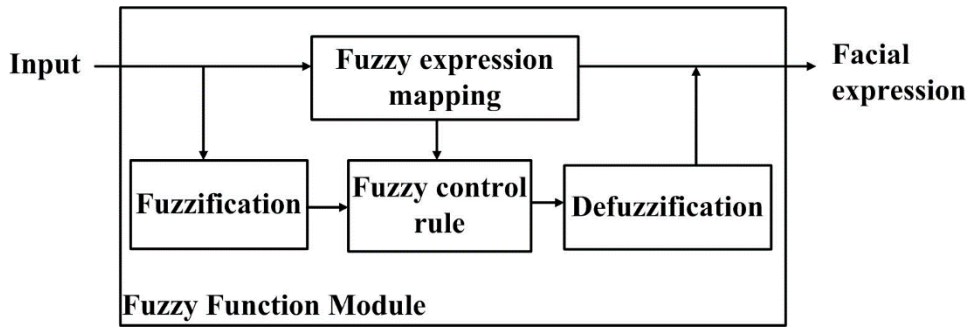 Input
Fuzzy expression
mapping
Facial
expression
Fuzzification
Fuzzy control
rule
Defuzzification
Fuzzy Function Module